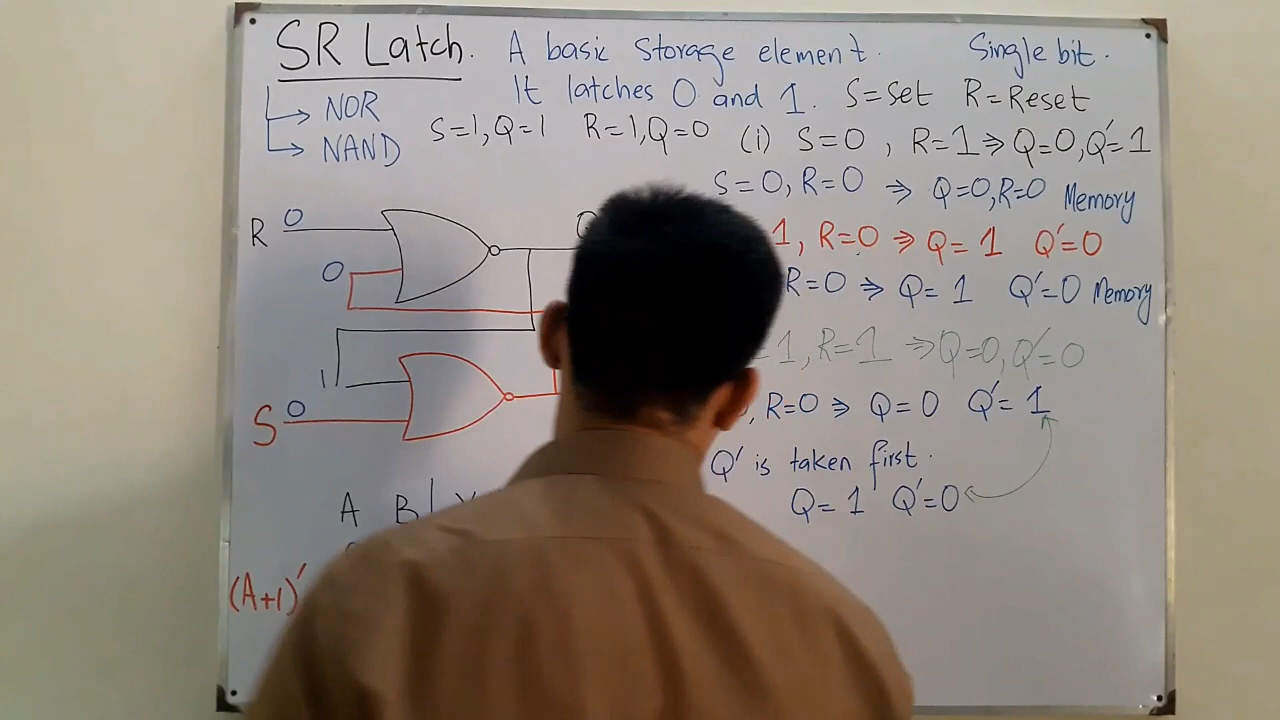 SR Latch. A basic storage element. Single bit.
It latches 0 and 1. S=set R=Reset
NOR
NAND
S=1, Q=1 R=1, Q=0 (i) S=0, R=1 ⇒ Q=0, Q'=1
S=0, R=0 ⇒ Q=0, R=0 Memory
1, R=0 ⇒ Q=1 Q'=0
R=0 ⇒ Q=1 Q'=0 Memory
=1, R=1 ⇒ Q=0, Q'=0
, R=0 ⇒ Q=0 Q'=1
Q' is taken first.
Q=1 Q'=0
R 0
0
1
S 0
A B
(A+1)'